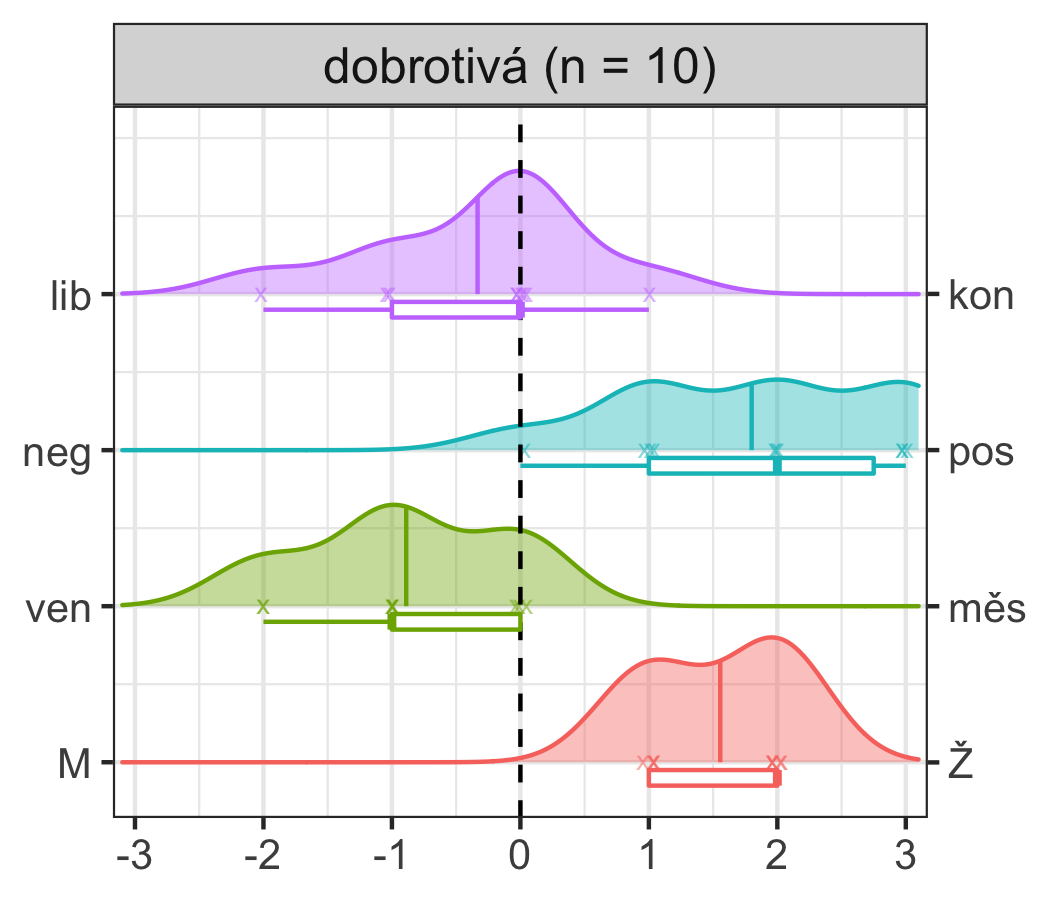 dobrotivá (n = 10)
lib kon
neg pos
ven měs
M Ž
-3 -2 -1 0 1 2 3